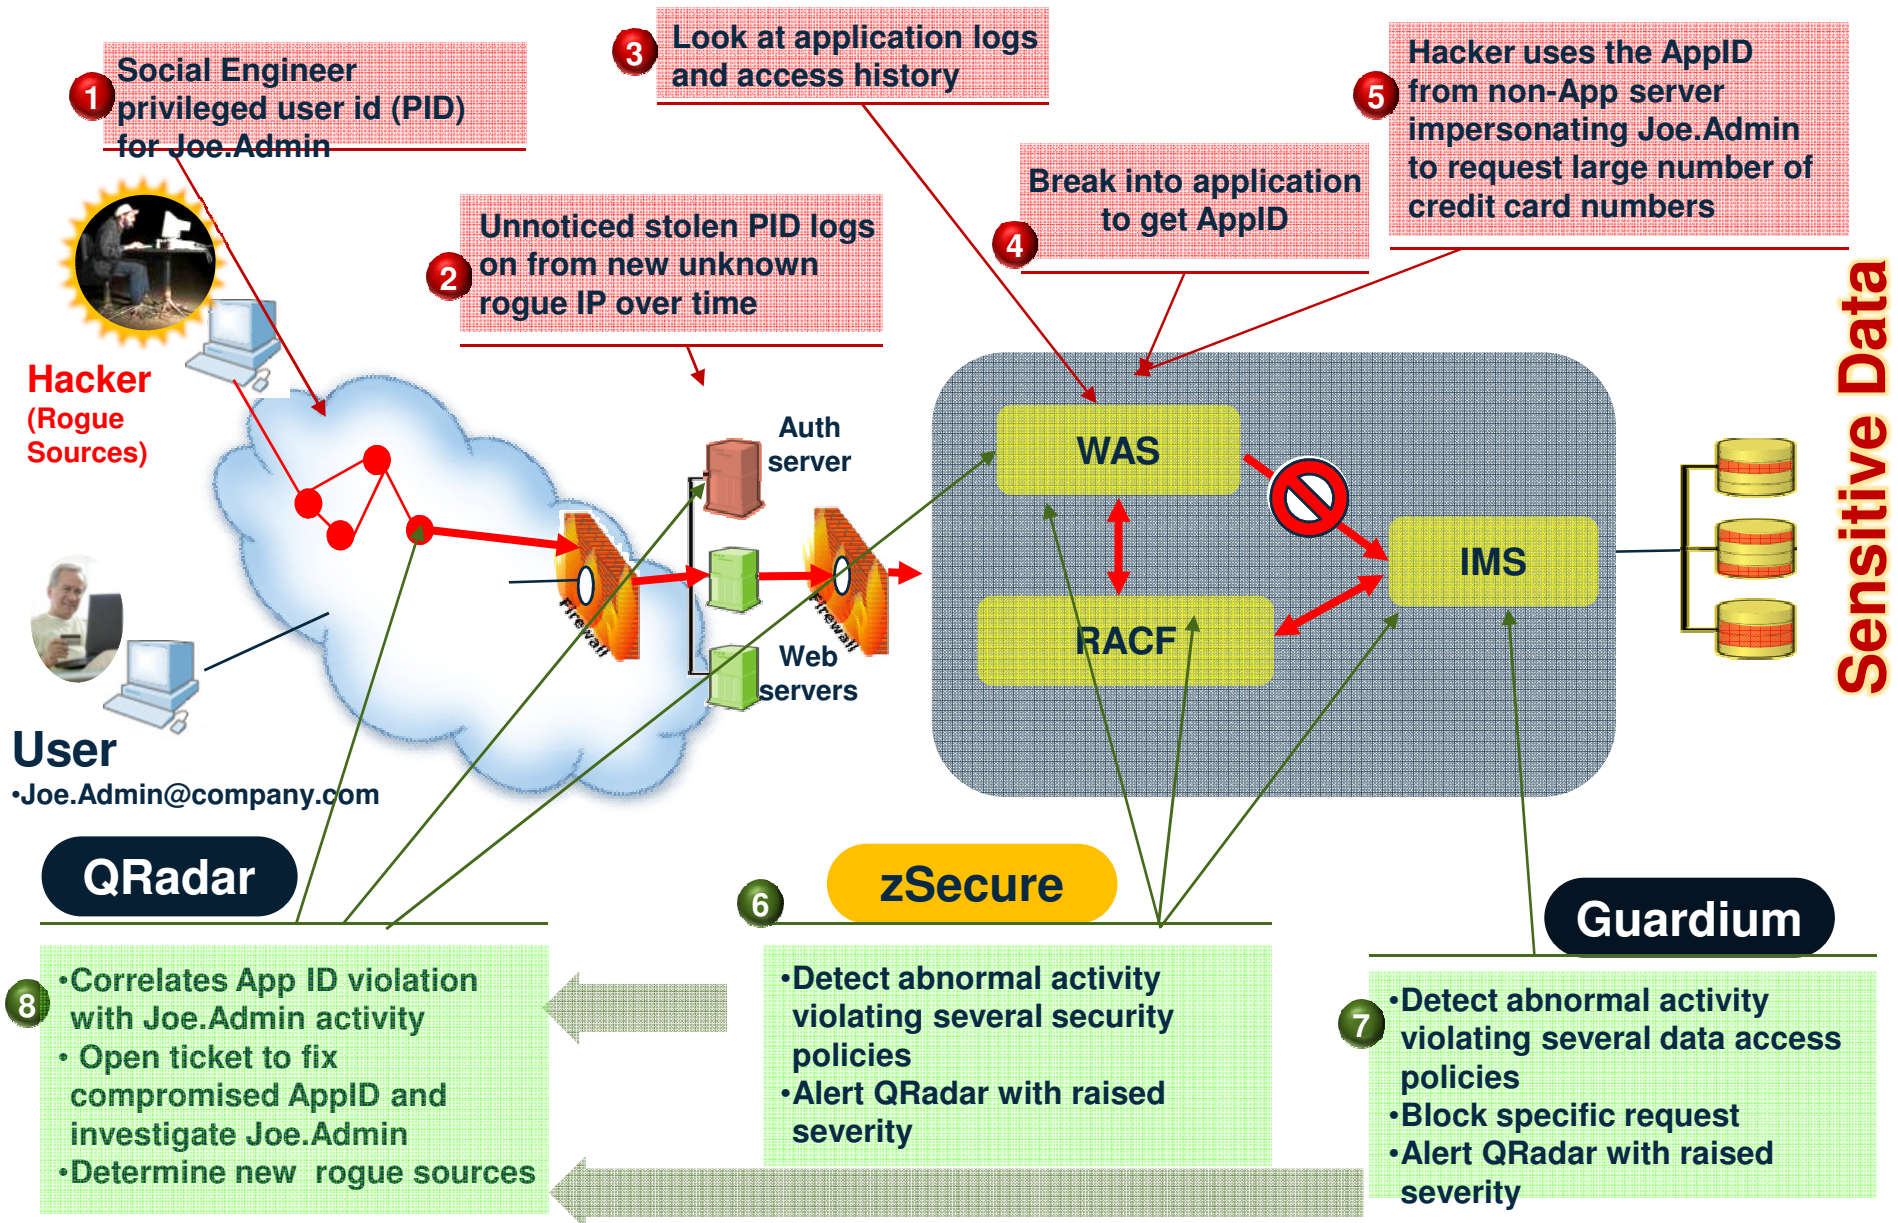 1
Social Engineer
privileged user id (PID)
for Joe.Admin
2
Unnoticed stolen PID logs
on from new unknown
rogue IP over time
3
Look at application logs
and access history
4
Break into application
to get AppID
5
Hacker uses the AppID
from non-App server
impersonating Joe.Admin
to request large number of
credit card numbers
Hacker
(Rogue
Sources)
User
•Joe.Admin@company.com
Firewall
Auth
server
Web
servers
Firewall
WAS
RACF
IMS
Sensitive Data
QRadar
8
•Correlates App ID violation
with Joe.Admin activity
• Open ticket to fix
compromised AppID and
investigate Joe.Admin
•Determine new rogue sources
zSecure
6
•Detect abnormal activity
violating several security
policies
•Alert QRadar with raised
severity
Guardium
7
•Detect abnormal activity
violating several data access
policies
•Block specific request
•Alert QRadar with raised
severity